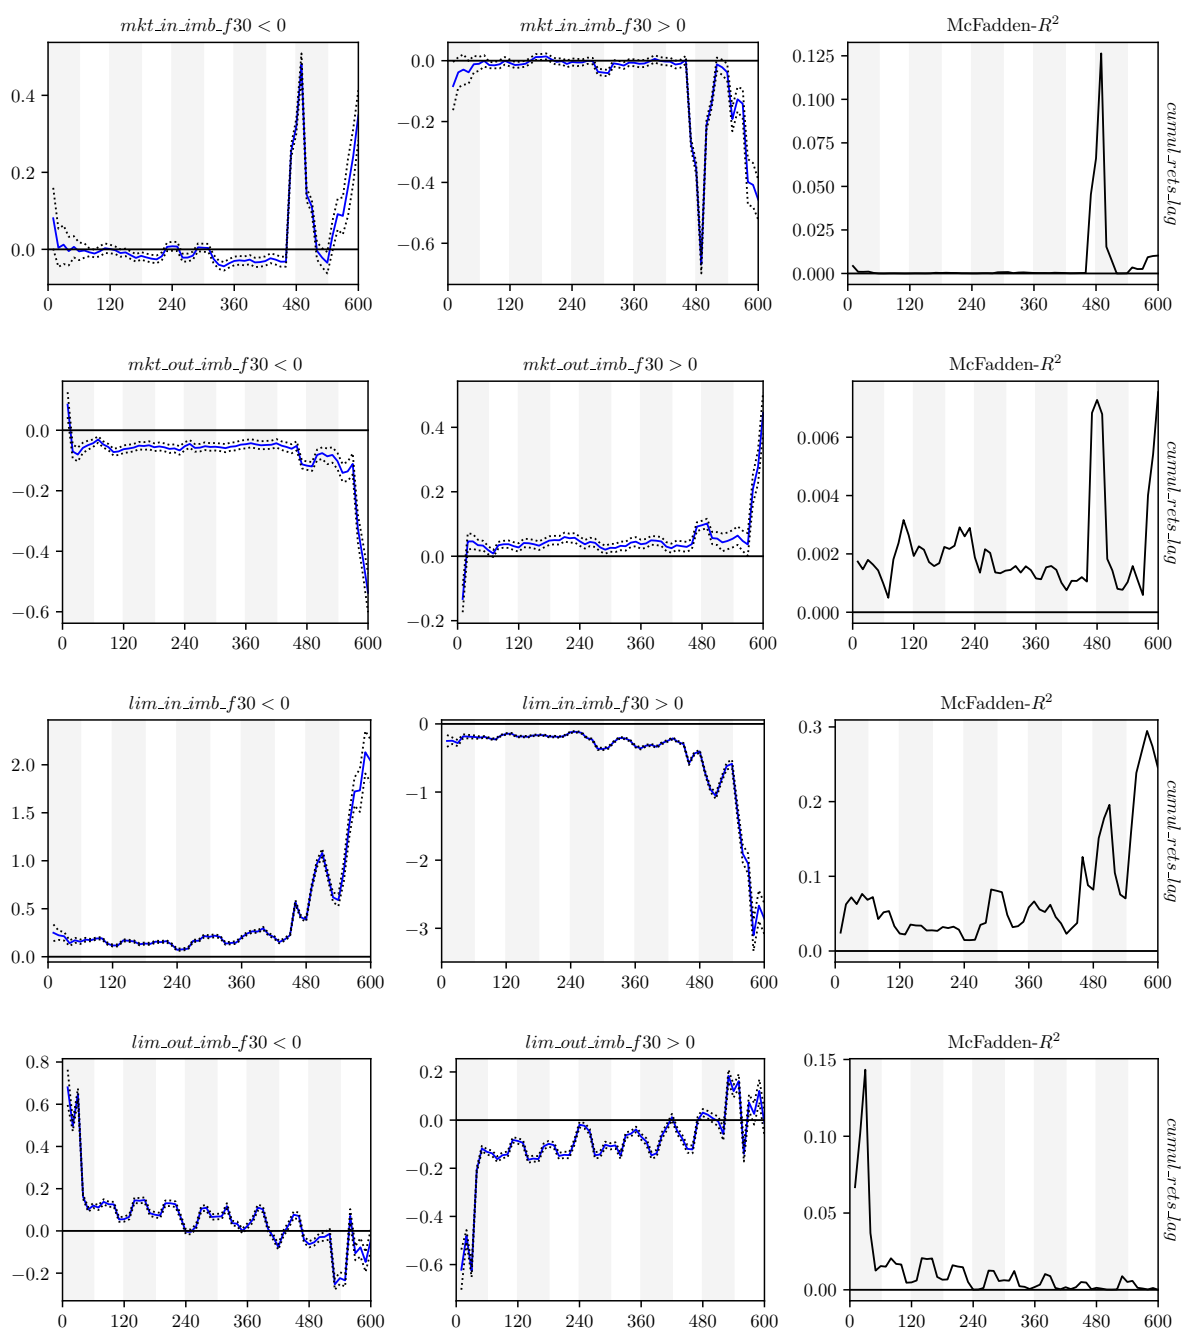 mkt_in_imb_f30 < 0
mkt_in_imb_f30 > 0
McFadden-R²
0.4
0.2
0.0
0 120 240 360 480 600
0.0
−0.2
−0.4
−0.6
0 120 240 360 480 600
0.125
0.100
0.075
0.050
0.025
0.000
0 120 240 360 480 600
cumul_rets_lag
mkt_out_imb_f30 < 0
mkt_out_imb_f30 > 0
McFadden-R²
0.0
−0.2
−0.4
−0.6
0 120 240 360 480 600
0.4
0.2
0.0
−0.2
0 120 240 360 480 600
0.006
0.004
0.002
0.000
0 120 240 360 480 600
cumul_rets_lag
lim_in_imb_f30 < 0
lim_in_imb_f30 > 0
McFadden-R²
2.0
1.5
1.0
0.5
0.0
0 120 240 360 480 600
0
−1
−2
−3
0 120 240 360 480 600
0.3
0.2
0.1
0.0
0 120 240 360 480 600
cumul_rets_lag
lim_out_imb_f30 < 0
lim_out_imb_f30 > 0
McFadden-R²
0.8
0.6
0.4
0.2
0.0
−0.2
0 120 240 360 480 600
0.2
0.0
−0.2
−0.4
−0.6
0 120 240 360 480 600
0.15
0.10
0.05
0.00
0 120 240 360 480 600
cumul_rets_lag